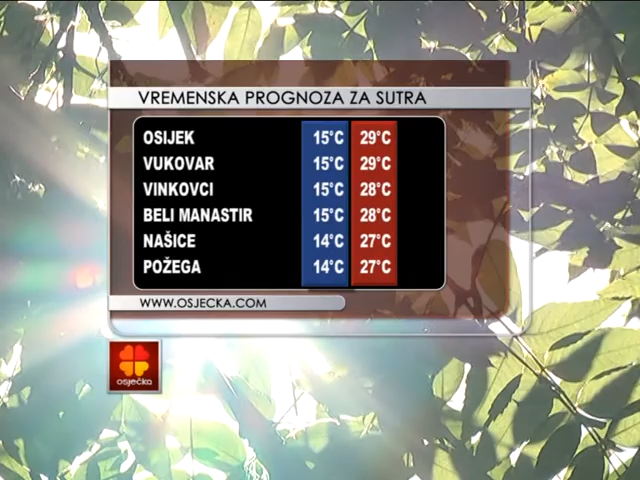 VREMENSKA PROGNOZA ZA SUTRA
OSIJEK 15°C 29°C
VUKOVAR 15°C 29°C
VINKOVCI 15°C 28°C
BELI MANASTIR 15°C 28°C
NAŠICE 14°C 27°C
POŽEGA 14°C 27°C
WWW.OSJECKA.COM
osječka